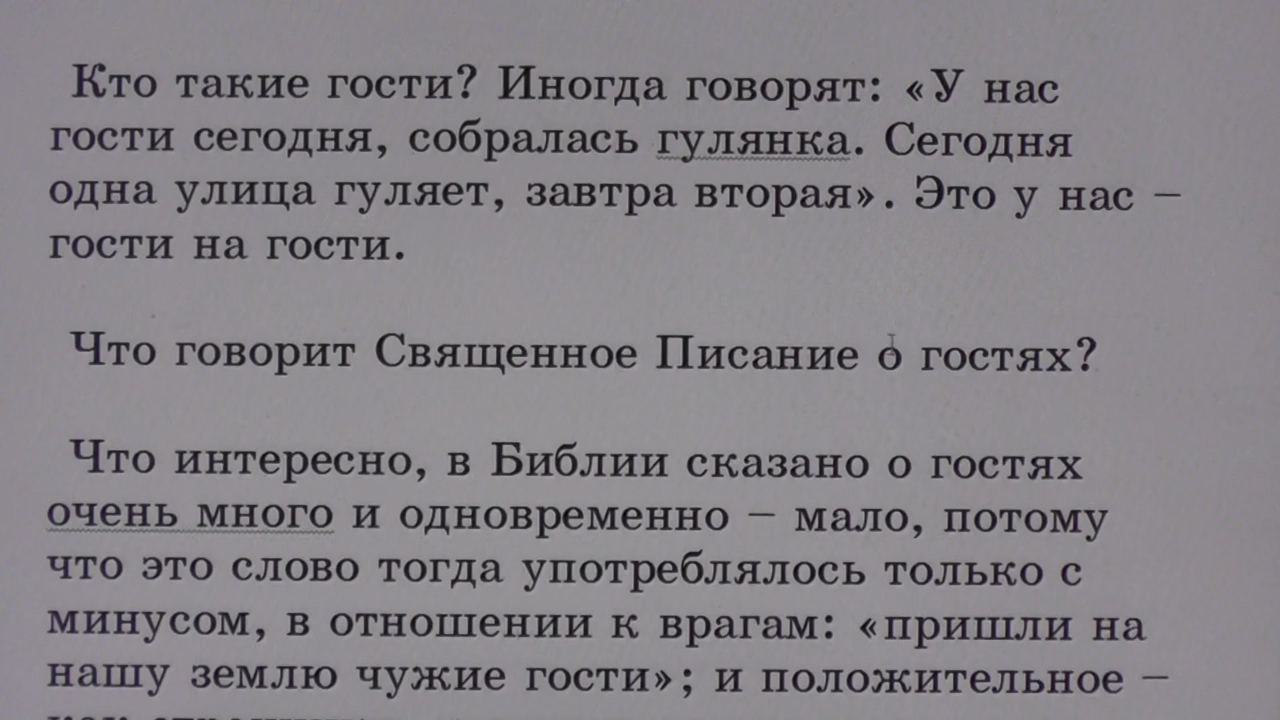 Кто такие гости? Иногда говорят: «У нас
гости сегодня, собралась гулянка. Сегодня
одна улица гуляет, завтра вторая». Это у нас –
гости на гости.
Что говорит Священное Писание о гостях?
Что интересно, в Библии сказано о гостях
очень много и одновременно – мало, потому
что это слово тогда употреблялось только с
минусом, в отношении к врагам: «пришли на
нашу землю чужие гости»; и положительное –